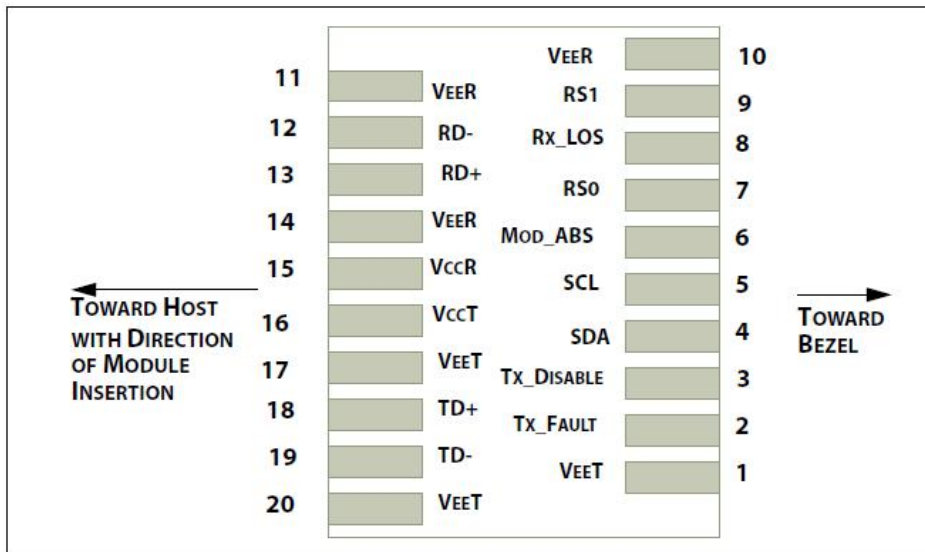 VEER 10
11 VEER
RS1 9
12 RD-
RX_LOS 8
13 RD+
RS0 7
14 VEER
MOD_ABS 6
15 VCCR
SCL 5
TOWARD HOST
WITH DIRECTION
OF MODULE
INSERTION
TOWARD
BEZEL
16 VCCT
SDA 4
17 VEET
TX_DISABLE 3
18 TD+
TX_FAULT 2
19 TD-
VEET 1
20 VEET